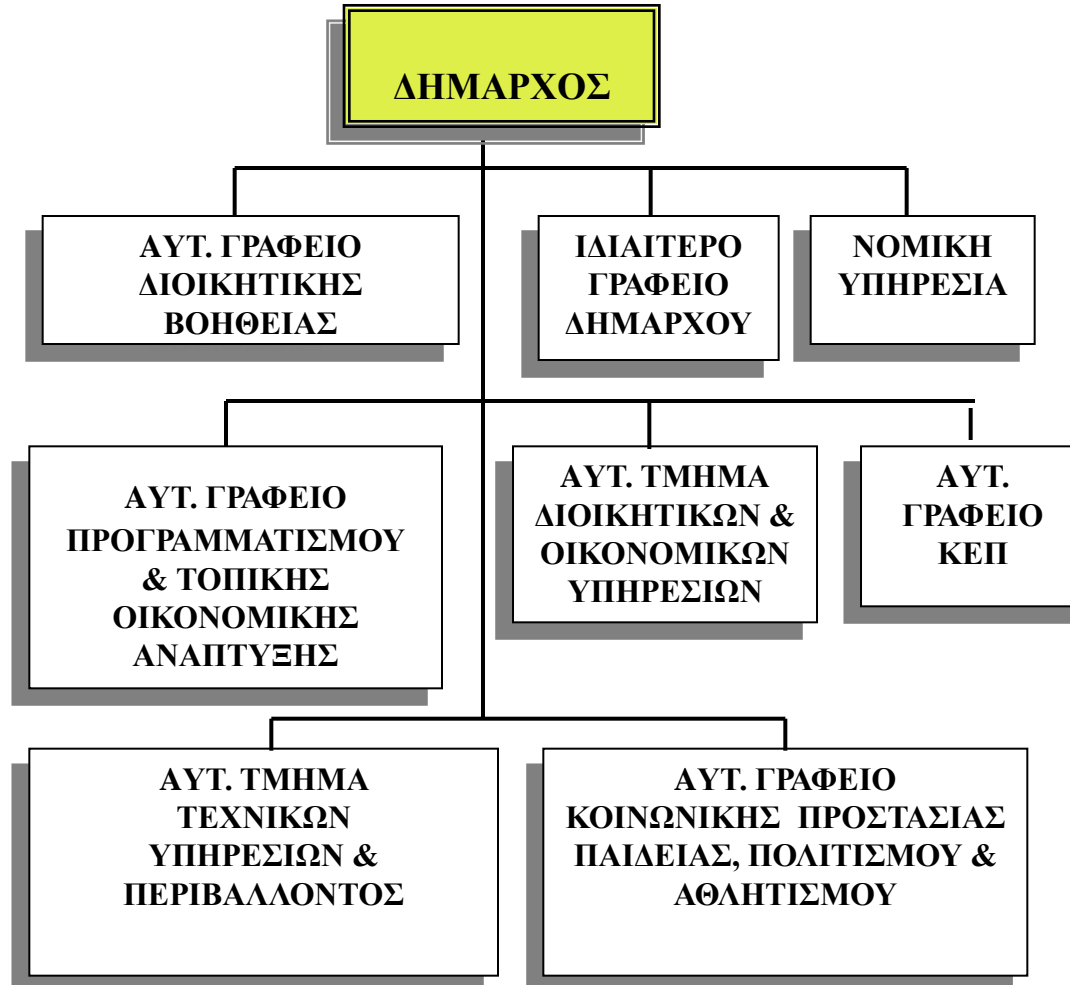 ΔΗΜΑΡΧΟΣ
ΑΥΤ. ΓΡΑΦΕΙΟ
ΔΙΟΙΚΗΤΙΚΗΣ
ΒΟΗΘΕΙΑΣ
ΙΔΙΑΙΤΕΡΟ
ΓΡΑΦΕΙΟ
ΔΗΜΑΡΧΟΥ
ΝΟΜΙΚΗ
ΥΠΗΡΕΣΙΑ
ΑΥΤ. ΓΡΑΦΕΙΟ
ΠΡΟΓΡΑΜΜΑΤΙΣΜΟΥ
& ΤΟΠΙΚΗΣ
ΟΙΚΟΝΟΜΙΚΗΣ
ΑΝΑΠΤΥΞΗΣ
ΑΥΤ. ΤΜΗΜΑ
ΔΙΟΙΚΗΤΙΚΩΝ &
ΟΙΚΟΝΟΜΙΚΩΝ
ΥΠΗΡΕΣΙΩΝ
ΑΥΤ.
ΓΡΑΦΕΙΟ
ΚΕΠ
ΑΥΤ. ΤΜΗΜΑ
ΤΕΧΝΙΚΩΝ
ΥΠΗΡΕΣΙΩΝ &
ΠΕΡΙΒΑΛΛΟΝΤΟΣ
ΑΥΤ. ΓΡΑΦΕΙΟ
ΚΟΙΝΩΝΙΚΗΣ ΠΡΟΣΤΑΣΙΑΣ
ΠΑΙΔΕΙΑΣ, ΠΟΛΙΤΙΣΜΟΥ &
ΑΘΛΗΤΙΣΜΟΥ